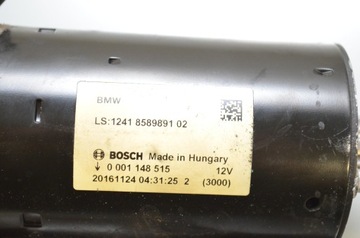 BMW
LS:1241 8589891 02
BOSCH Made in Hungary
0 001 148 515 12V
20161124 04:31:25 2 (3000)